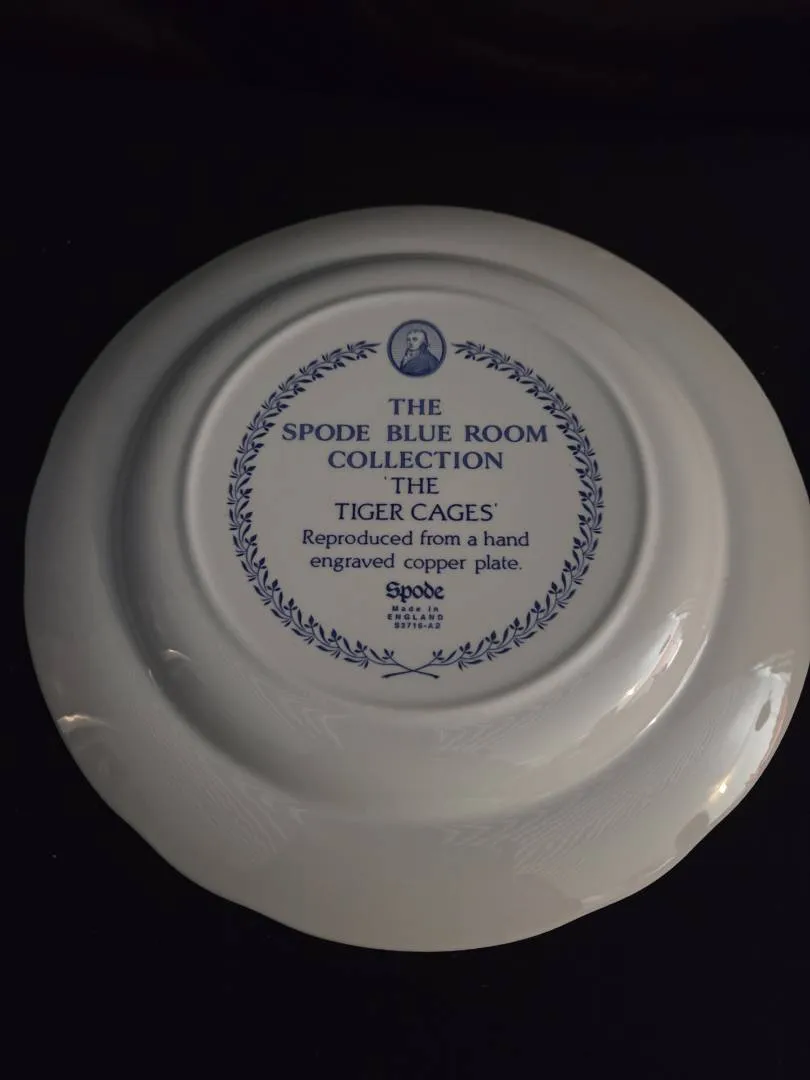 THE
SPODE BLUE ROOM
COLLECTION
'THE
TIGER CAGES'
Reproduced from a hand
engraved copper plate.
Spode
Made in
ENGLAND
S3716-A2